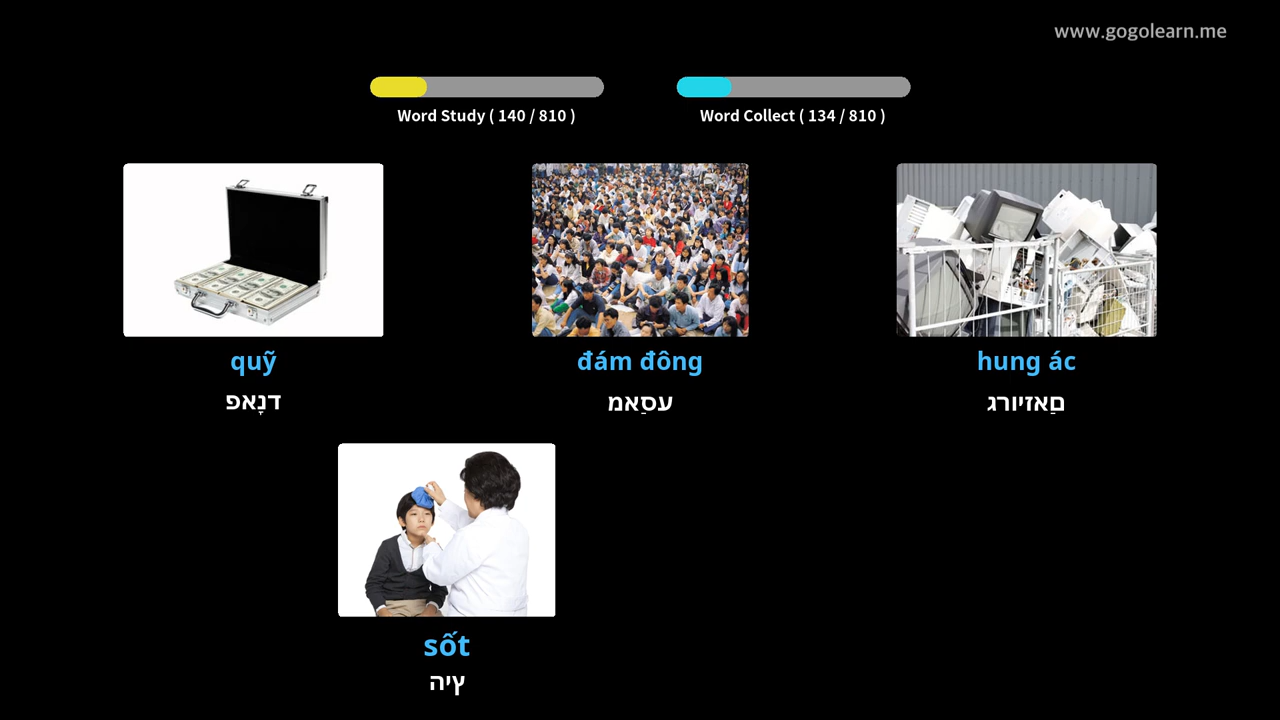 www.gogolearn.me
Word Study ( 140 / 810 )
Word Collect ( 134 / 810 )
quỹ
דנָאפ
đám đông
עסַאמ
hung ác
םַאזיורג
sốt
ץיה